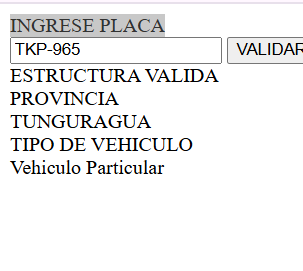 INGRESE PLACA
TKP-965 VALIDAR
ESTRUCTURA VALIDA
PROVINCIA
TUNGURAGUA
TIPO DE VEHICULO
Vehiculo Particular